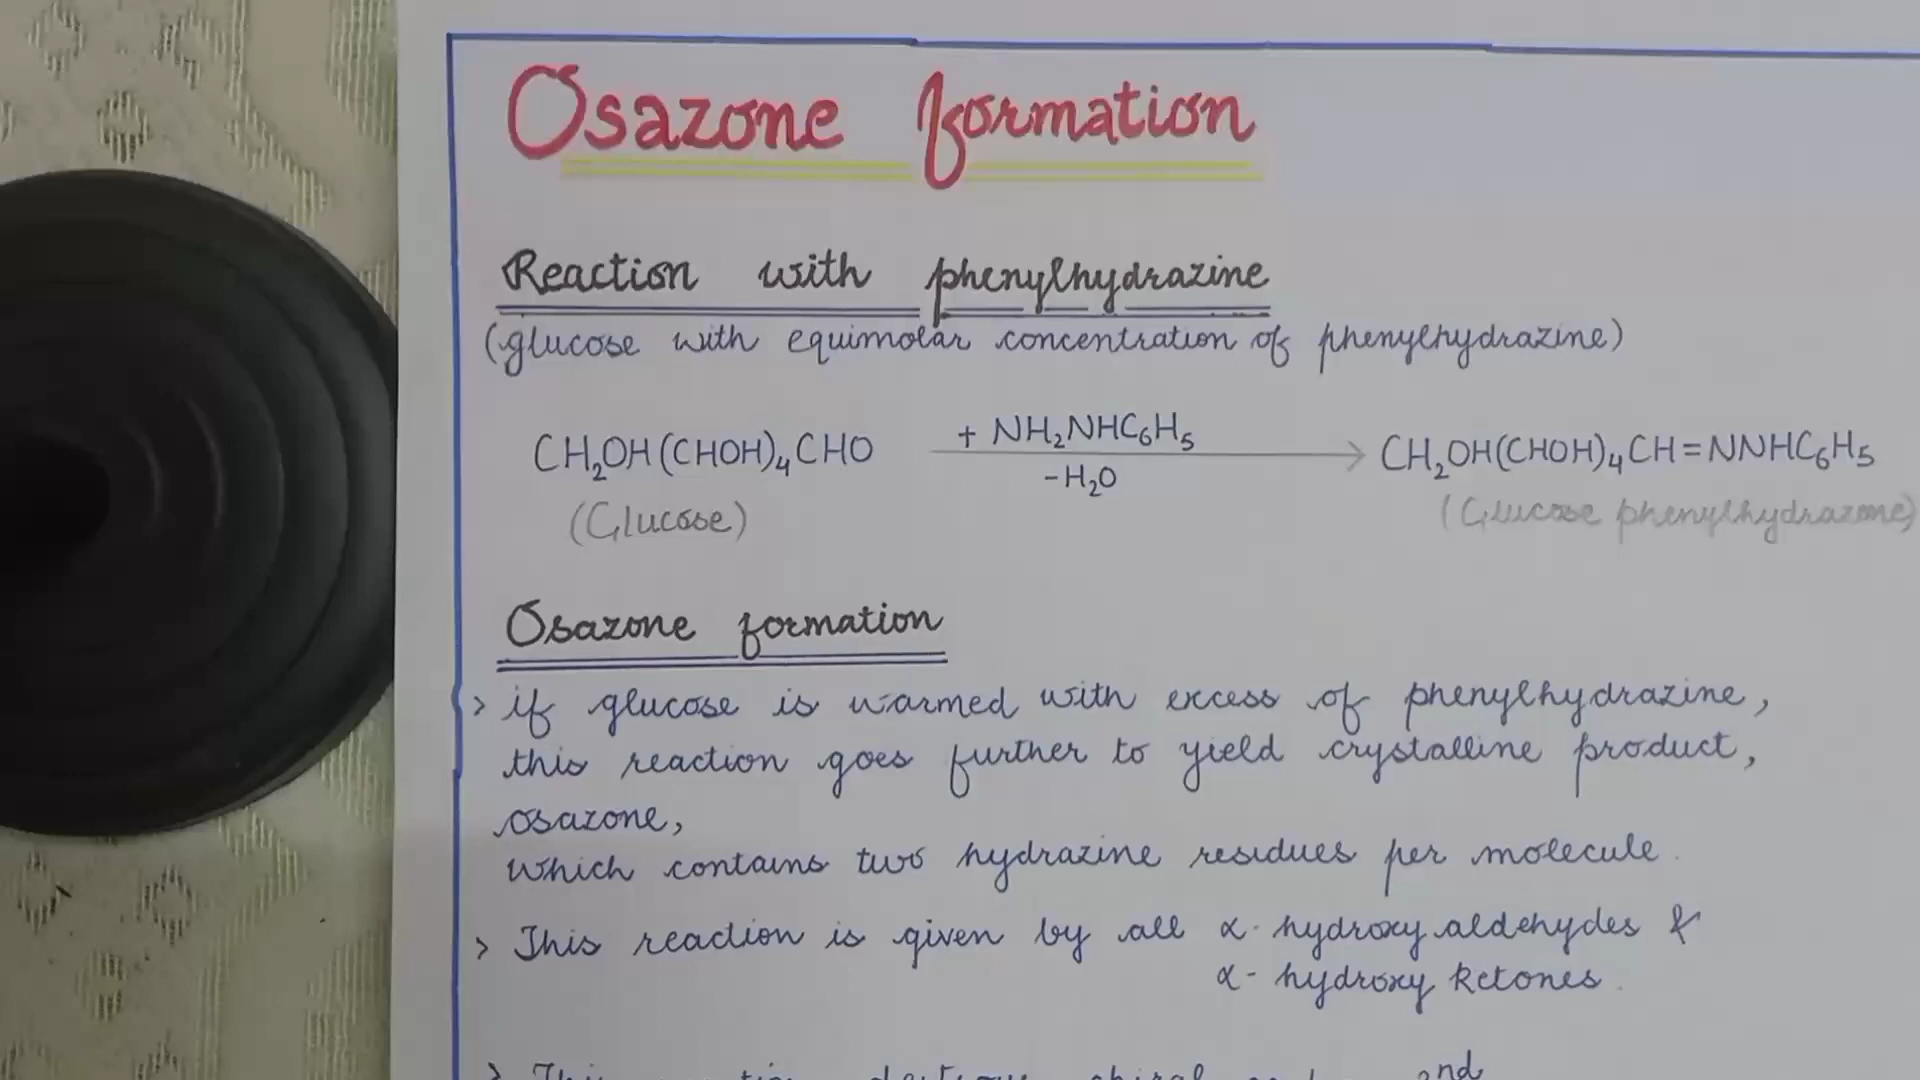 Osazone formation
Reaction with phenylhydrazine
(glucose with equimolar concentration of phenylhydrazine)
CH₂OH(CHOH)₄CHO + NH₂NHC₆H₅ → CH₂OH(CHOH)₄CH=NNHC₆H₅
-H₂O
(Glucose) (Glucose phenylhydrazone)
Osazone formation
> if glucose is warmed with excess of phenylhydrazine,
this reaction goes further to yield crystalline product,
osazone,
which contains two hydrazine residues per molecule.
> This reaction is given by all α-hydroxy aldehydes &
α-hydroxy ketones.
> This chiral and